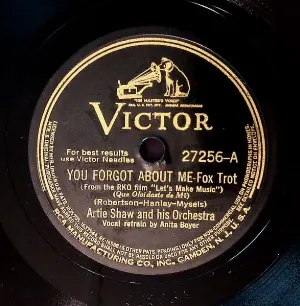 "HIS MASTER'S VOICE"
VICTOR
For best results
use Victor Needles
27256-A
YOU FORGOT ABOUT ME-Fox Trot
(From the RKO film "Let's Make Music")
(Que Olvidaste de Mi)
(Robertson-Hanley-Mysels)
Artie Shaw and his Orchestra
Vocal refrain by Anita Boyer
RCA MANUFACTURING CO., INC. CAMDEN, N. J., U. S. A.